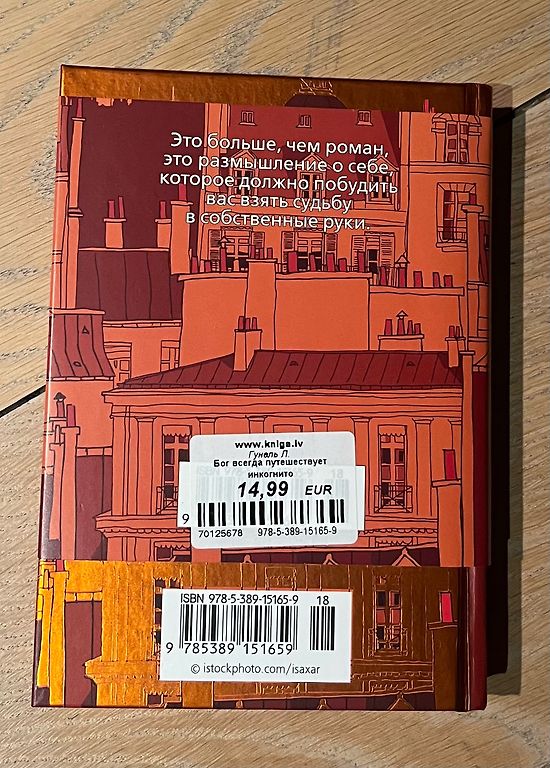 Это больше, чем роман,
это размышление о себе,
которое должно побудить
вас взять судьбу
в собственные руки.
www.kniga.lv
Гунель Л.
Бог всегда путешествует
инкогнито
14,99 EUR
9
70125678 978-5-389-15165-9
ISBN 978-5-389-15165-9 18
9 785389 151659
© istockphoto.com/isaxar